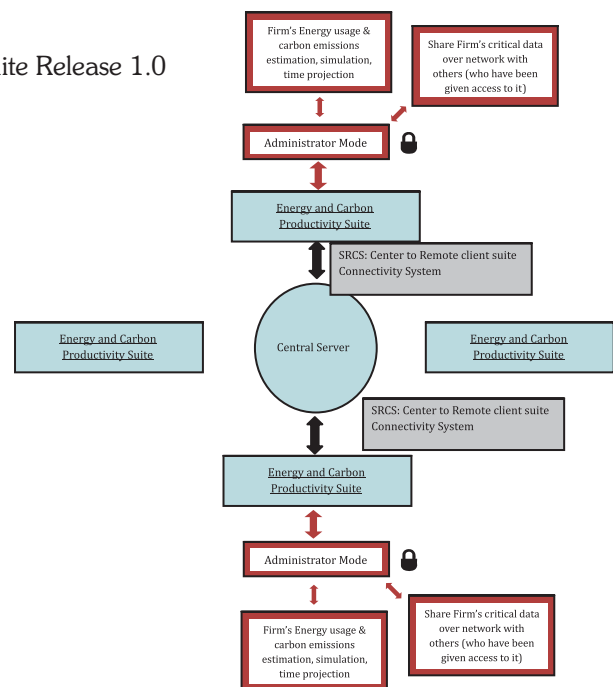 ite Release 1.0
Firm's Energy usage &
carbon emissions
estimation, simulation,
time projection
Share Firm's critical data
over network with
others (who have been
given access to it)
Administrator Mode
Energy and Carbon
Productivity Suite
SRCS: Center to Remote client suite
Connectivity System
Energy and Carbon
Productivity Suite
Central Server
Energy and Carbon
Productivity Suite
SRCS: Center to Remote client suite
Connectivity System
Energy and Carbon
Productivity Suite
Administrator Mode
Firm's Energy usage &
carbon emissions
estimation, simulation,
time projection
Share Firm's critical data
over network with
others (who have been
given access to it)